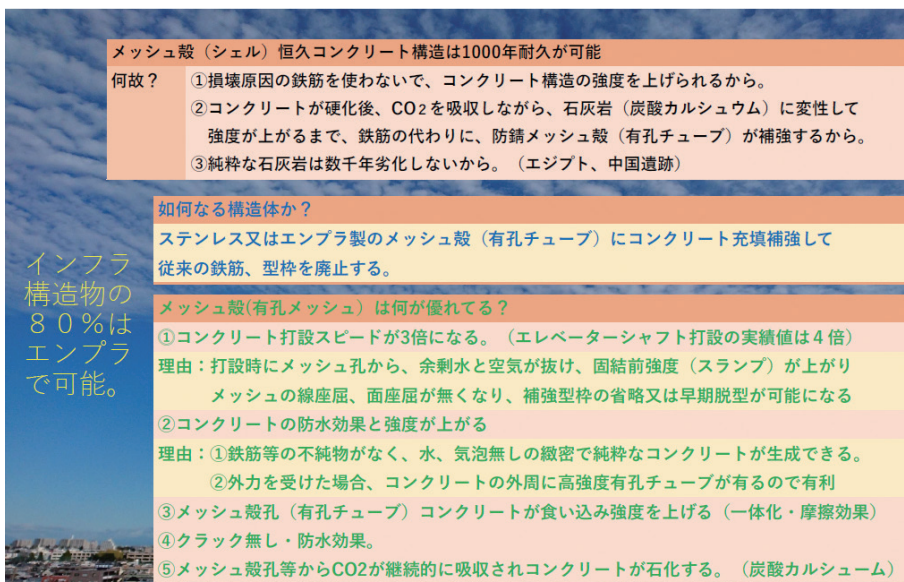 メッシュ殻（シェル）恒久コンクリート構造は1000年耐久が可能
何故？　①損壊原因の鉄筋を使わないで、コンクリート構造の強度を上げられるから。
②コンクリートが硬化後、CO2を吸収しながら、石灰岩（炭酸カルシュウム）に変性して
強度が上がるまで、鉄筋の代わりに、防錆メッシュ殻（有孔チューブ）が補強するから。
③純粋な石灰岩は数千年劣化しないから。（エジプト、中国遺跡）
如何なる構造体か？
ステンレス又はエンプラ製のメッシュ殻（有孔チューブ）にコンクリート充填補強して
従来の鉄筋、型枠を廃止する。
インフラ
構造物の
８０％は
エンプラ
で可能。
メッシュ殻(有孔メッシュ）は何が優れてる？
①コンクリート打設スピードが3倍になる。（エレベーターシャフト打設の実績値は４倍）
理由：打設時にメッシュ孔から、余剰水と空気が抜け、固結前強度（スランプ）が上がり
メッシュの線座屈、面座屈が無くなり、補強型枠の省略又は早期脱型が可能になる
②コンクリートの防水効果と強度が上がる
理由：①鉄筋等の不純物がなく、水、気泡無しの緻密で純粋なコンクリートが生成できる。
②外力を受けた場合、コンクリートの外周に高強度有孔チューブが有るので有利
③メッシュ殻孔（有孔チューブ）コンクリートが食い込み強度を上げる（一体化・摩擦効果）
④クラック無し・防水効果。
⑤メッシュ殻孔等からCO2が継続的に吸収されコンクリートが石化する。（炭酸カルシューム）